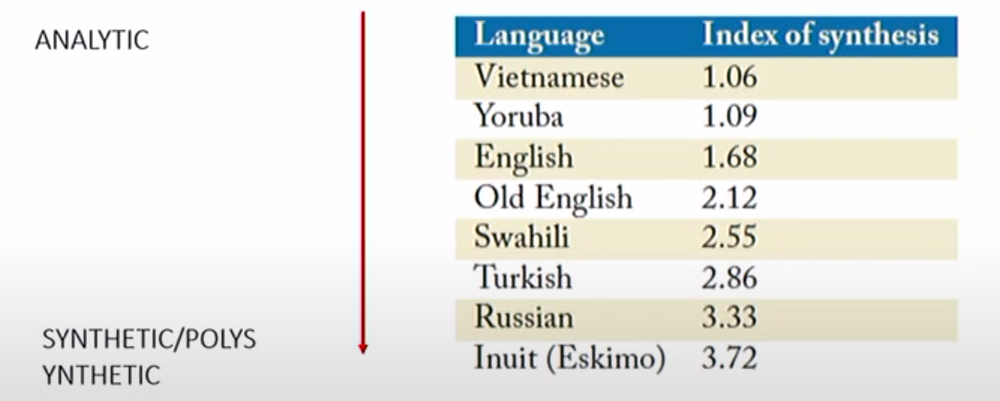 ANALYTIC
Language Index of synthesis
Vietnamese 1.06
Yoruba 1.09
English 1.68
Old English 2.12
Swahili 2.55
Turkish 2.86
Russian 3.33
Inuit (Eskimo) 3.72
SYNTHETIC/POLYS
YNTHETIC